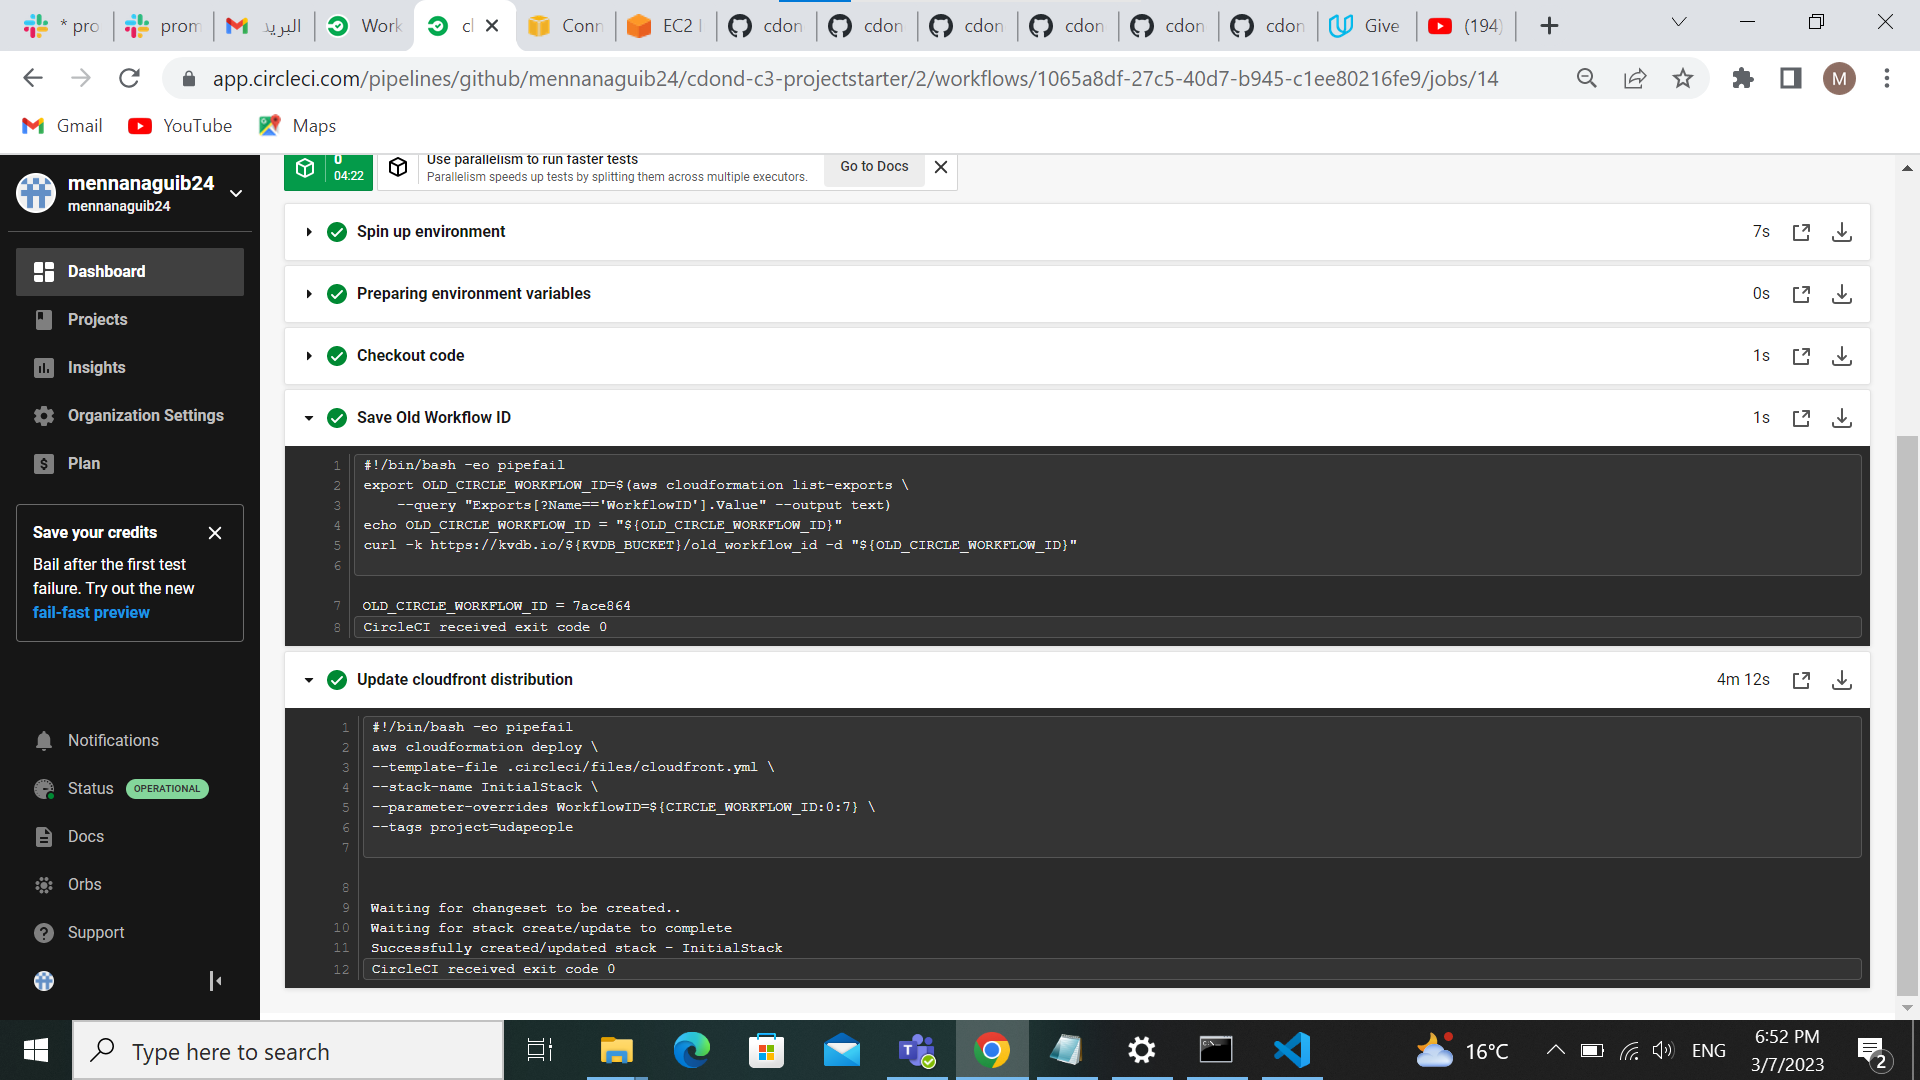 * pro
prom
البريد
Work
cl
Conn
EC2 I
cdon
cdon
cdon
cdon
cdon
cdon
Give
(194)
app.circleci.com/pipelines/github/mennanaguib24/cdond-c3-projectstarter/2/workflows/1065a8df-27c5-40d7-b945-c1ee80216fe9/jobs/14
M
Gmail
YouTube
Maps
mennanaguib24
mennanaguib24
Dashboard
Projects
Insights
Organization Settings
Plan
Save your credits
Bail after the first test
failure. Try out the new
fail-fast preview
Notifications
Status OPERATIONAL
Docs
Orbs
Support
0
04:22
Use parallelism to run faster tests
Parallelism speeds up tests by splitting them across multiple executors.
Go to Docs
Spin up environment 7s
Preparing environment variables 0s
Checkout code 1s
Save Old Workflow ID 1s
1 #!/bin/bash -eo pipefail
2 export OLD_CIRCLE_WORKFLOW_ID=$(aws cloudformation list-exports \
3 --query "Exports[?Name=='WorkflowID'].Value" --output text)
4 echo OLD_CIRCLE_WORKFLOW_ID = "${OLD_CIRCLE_WORKFLOW_ID}"
5 curl -k https://kvdb.io/${KVDB_BUCKET}/old_workflow_id -d "${OLD_CIRCLE_WORKFLOW_ID}"
6
7 OLD_CIRCLE_WORKFLOW_ID = 7ace864
8 CircleCI received exit code 0
Update cloudfront distribution 4m 12s
1 #!/bin/bash -eo pipefail
2 aws cloudformation deploy \
3 --template-file .circleci/files/cloudfront.yml \
4 --stack-name InitialStack \
5 --parameter-overrides WorkflowID=${CIRCLE_WORKFLOW_ID:0:7} \
6 --tags project=udapeople
7
8
9 Waiting for changeset to be created..
10 Waiting for stack create/update to complete
11 Successfully created/updated stack - InitialStack
12 CircleCI received exit code 0
Type here to search
16°C
ENG
6:52 PM
3/7/2023
2